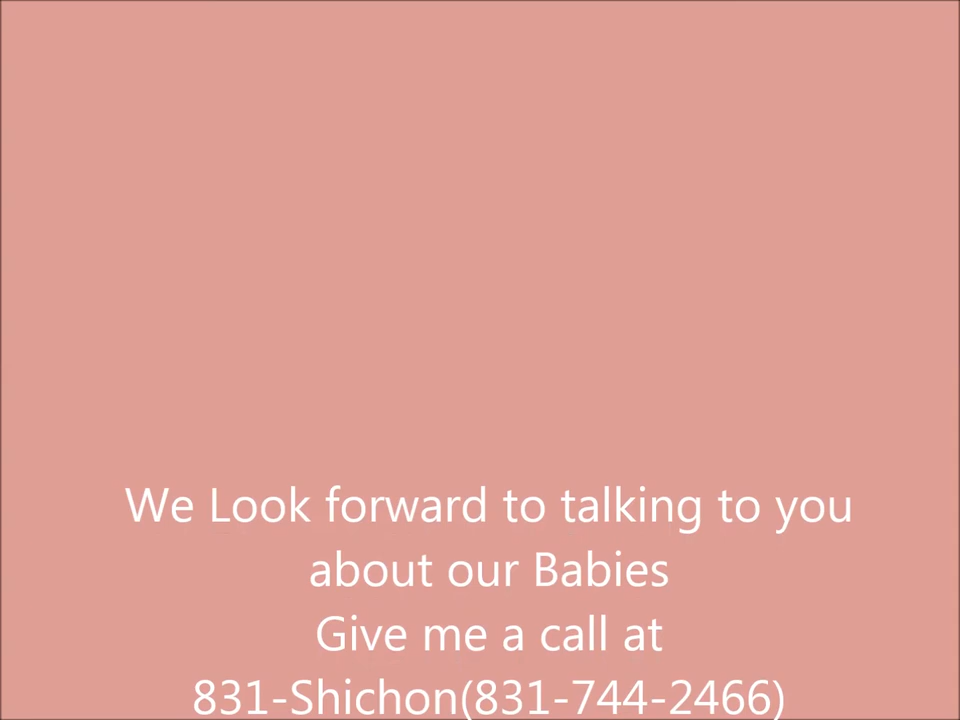 We Look forward to talking to you
about our Babies
Give me a call at
831-Shichon(831-744-2466)